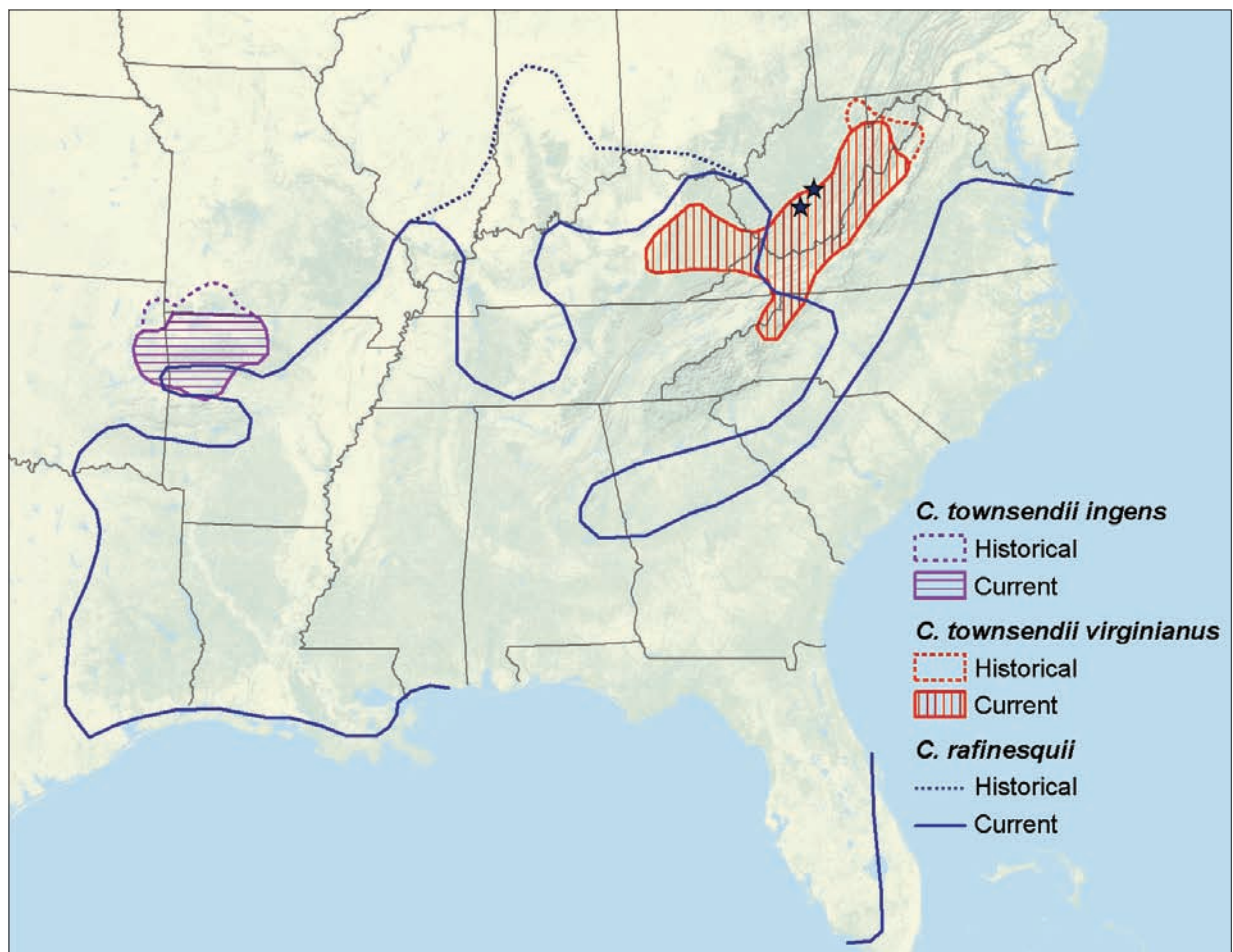 C. townsendii ingens
Historical
Current
C. townsendii virginianus
Historical
Current
C. rafinesquii
Historical
Current